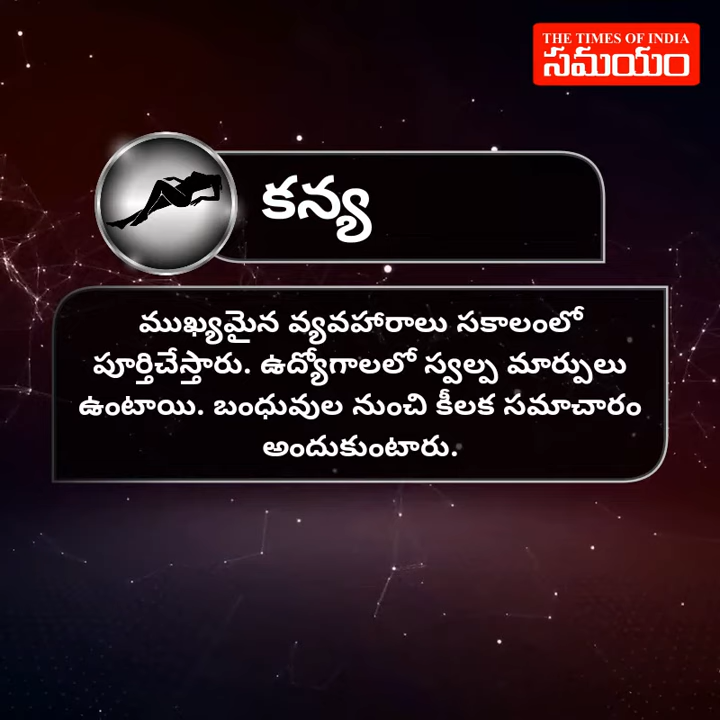 THE TIMES OF INDIA
సమయం
కన్య
ముఖ్యమైన వ్యవహారాలు సకాలంలో
పూర్తిచేస్తారు. ఉద్యోగాలలో స్వల్ప మార్పులు
ఉంటాయి. బంధువుల నుంచి కీలక సమాచారం
అందుకుంటారు.